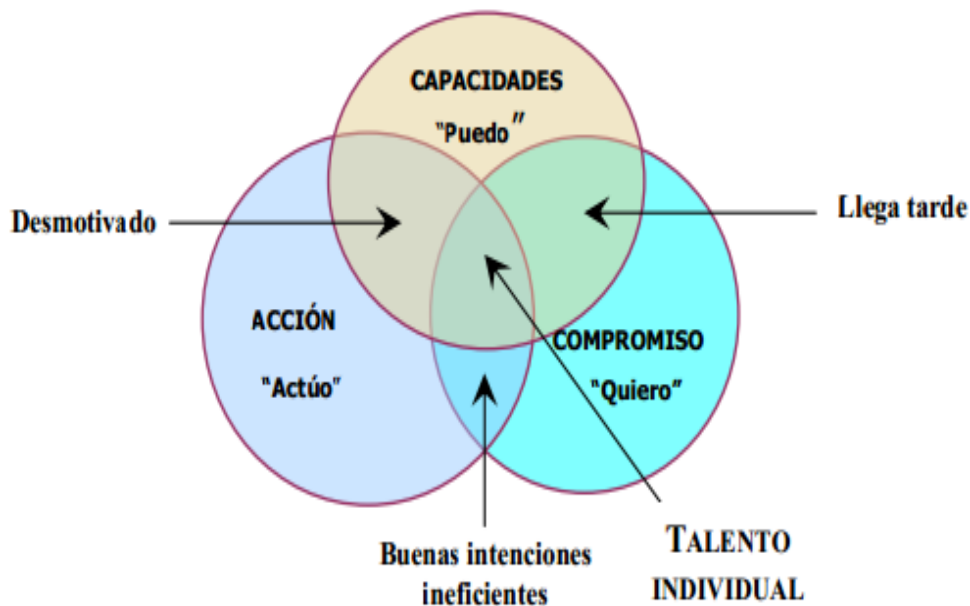 CAPACIDADES
"Puedo"
Desmotivado
Llega tarde
ACCIÓN
"Actúo"
COMPROMISO
"Quiero"
Buenas intenciones
ineficientes
TALENTO
INDIVIDUAL